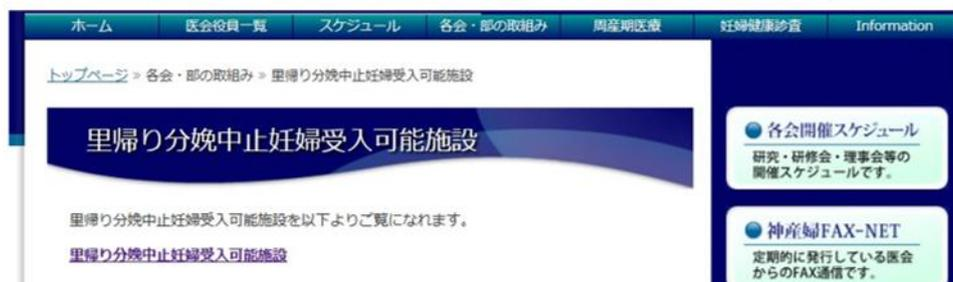 ホーム 医会役員一覧 スケジュール 各会・部の取組み 周産期医療 妊婦健康診査 Information
トップページ » 各会・部の取組み » 里帰り分娩中止妊婦受入可能施設
里帰り分娩中止妊婦受入可能施設
里帰り分娩中止妊婦受入可能施設を以下よりご覧になれます。
里帰り分娩中止妊婦受入可能施設
各会開催スケジュール
研究・研修会・理事会等の
開催スケジュールです。
神産婦FAX-NET
定期的に発行している医会
からのFAX通信です。